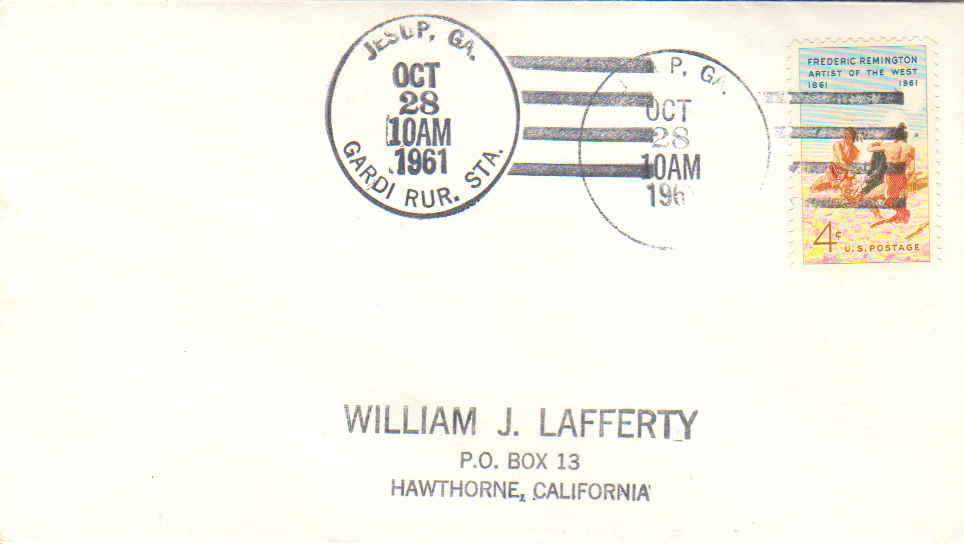 JESUP, GA.
OCT
28
10AM
1961
GARDI RUR. STA.
P, GA.
OCT
28
10AM
196
FREDERIC REMINGTON
ARTIST OF THE WEST
1861 1961
4¢ U.S. POSTAGE
WILLIAM J. LAFFERTY
P.O. BOX 13
HAWTHORNE, CALIFORNIA